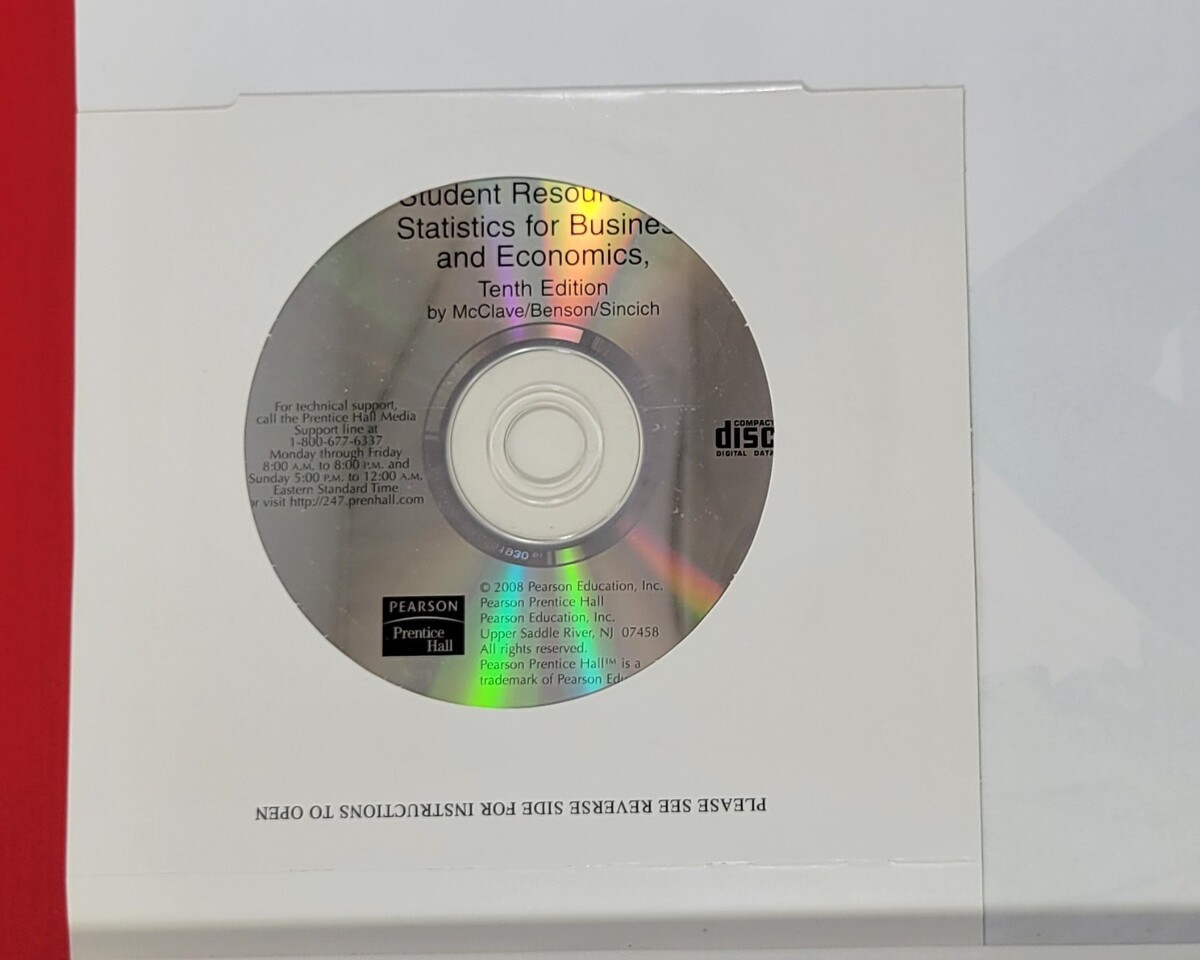 Student Resour
Statistics for Busines
and Economics,
Tenth Edition
by McClave/Benson/Sincich
For technical support,
call the Prentice Hall Media
Support line at
1-800-677-6337
Monday through Friday
8:00 A.M. to 8:00 P.M. and
Sunday 5:00 P.M. to 12:00 A.M.
Eastern Standard Time
or visit http://247.prenhall.com
COMPACT
disc
DIGITAL DATA
PEARSON
Prentice
Hall
© 2008 Pearson Education, Inc.
Pearson Prentice Hall
Pearson Education, Inc.
Upper Saddle River, NJ 07458
All rights reserved.
Pearson Prentice Hall™ is a
trademark of Pearson Edu
PLEASE SEE REVERSE SIDE FOR INSTRUCTIONS TO OPEN